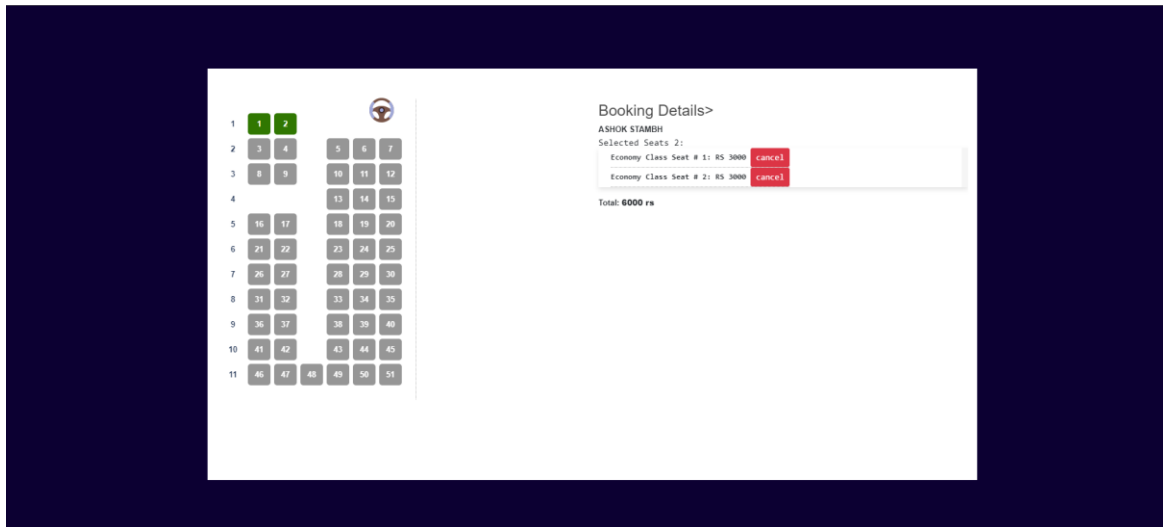 1 1 2
2 3 4 5 6 7
3 8 9 10 11 12
4 13 14 15
5 16 17 18 19 20
6 21 22 23 24 25
7 26 27 28 29 30
8 31 32 33 34 35
9 36 37 38 39 40
10 41 42 43 44 45
11 46 47 48 49 50 51
Booking Details>
ASHOK STAMBH
Selected Seats 2:
Economy Class Seat # 1: RS 3000 cancel
Economy Class Seat # 2: RS 3000 cancel
Total: 6000 rs